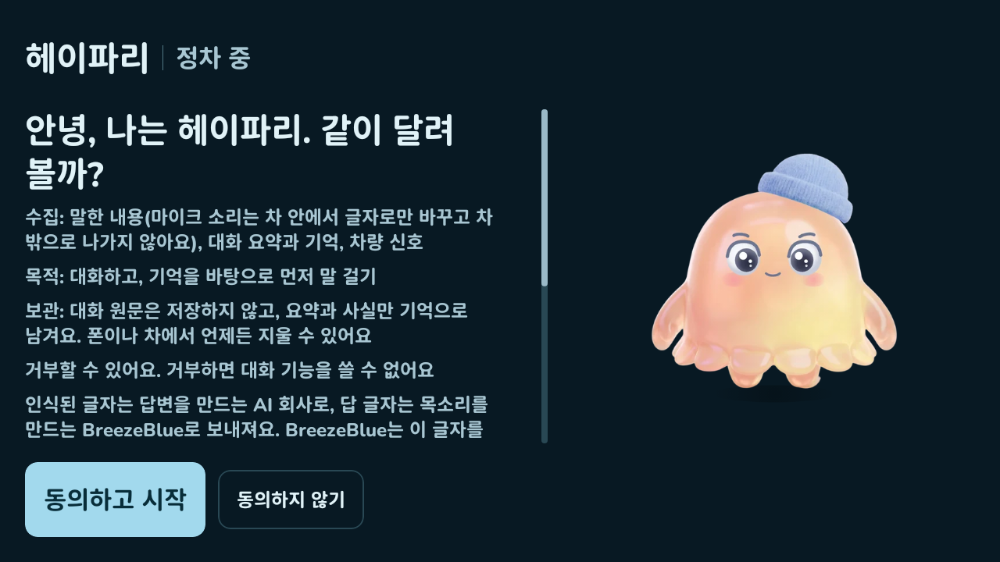 헤이파리 정차 중
안녕, 나는 헤이파리. 같이 달려
볼까?
수집: 말한 내용(마이크 소리는 차 안에서 글자로만 바꾸고 차
밖으로 나가지 않아요), 대화 요약과 기억, 차량 신호
목적: 대화하고, 기억을 바탕으로 먼저 말 걸기
보관: 대화 원문은 저장하지 않고, 요약과 사실만 기억으로
남겨요. 폰이나 차에서 언제든 지울 수 있어요
거부할 수 있어요. 거부하면 대화 기능을 쓸 수 없어요
인식된 글자는 답변을 만드는 AI 회사로, 답 글자는 목소리를
만드는 BreezeBlue로 보내져요. BreezeBlue는 이 글자를
동의하고 시작 동의하지 않기